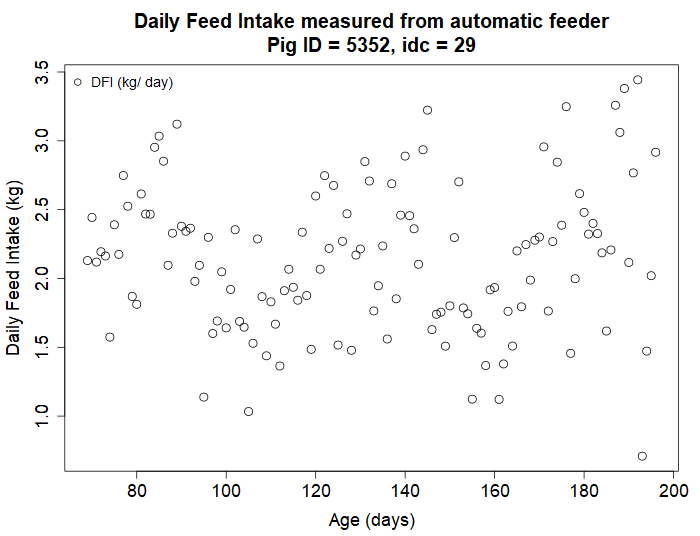 Daily Feed Intake measured from automatic feeder
Pig ID = 5352, idc = 29
DFI (kg/ day)
Daily Feed Intake (kg)
3.5
3.0
2.5
2.0
1.5
1.0
80 100 120 140 160 180 200
Age (days)